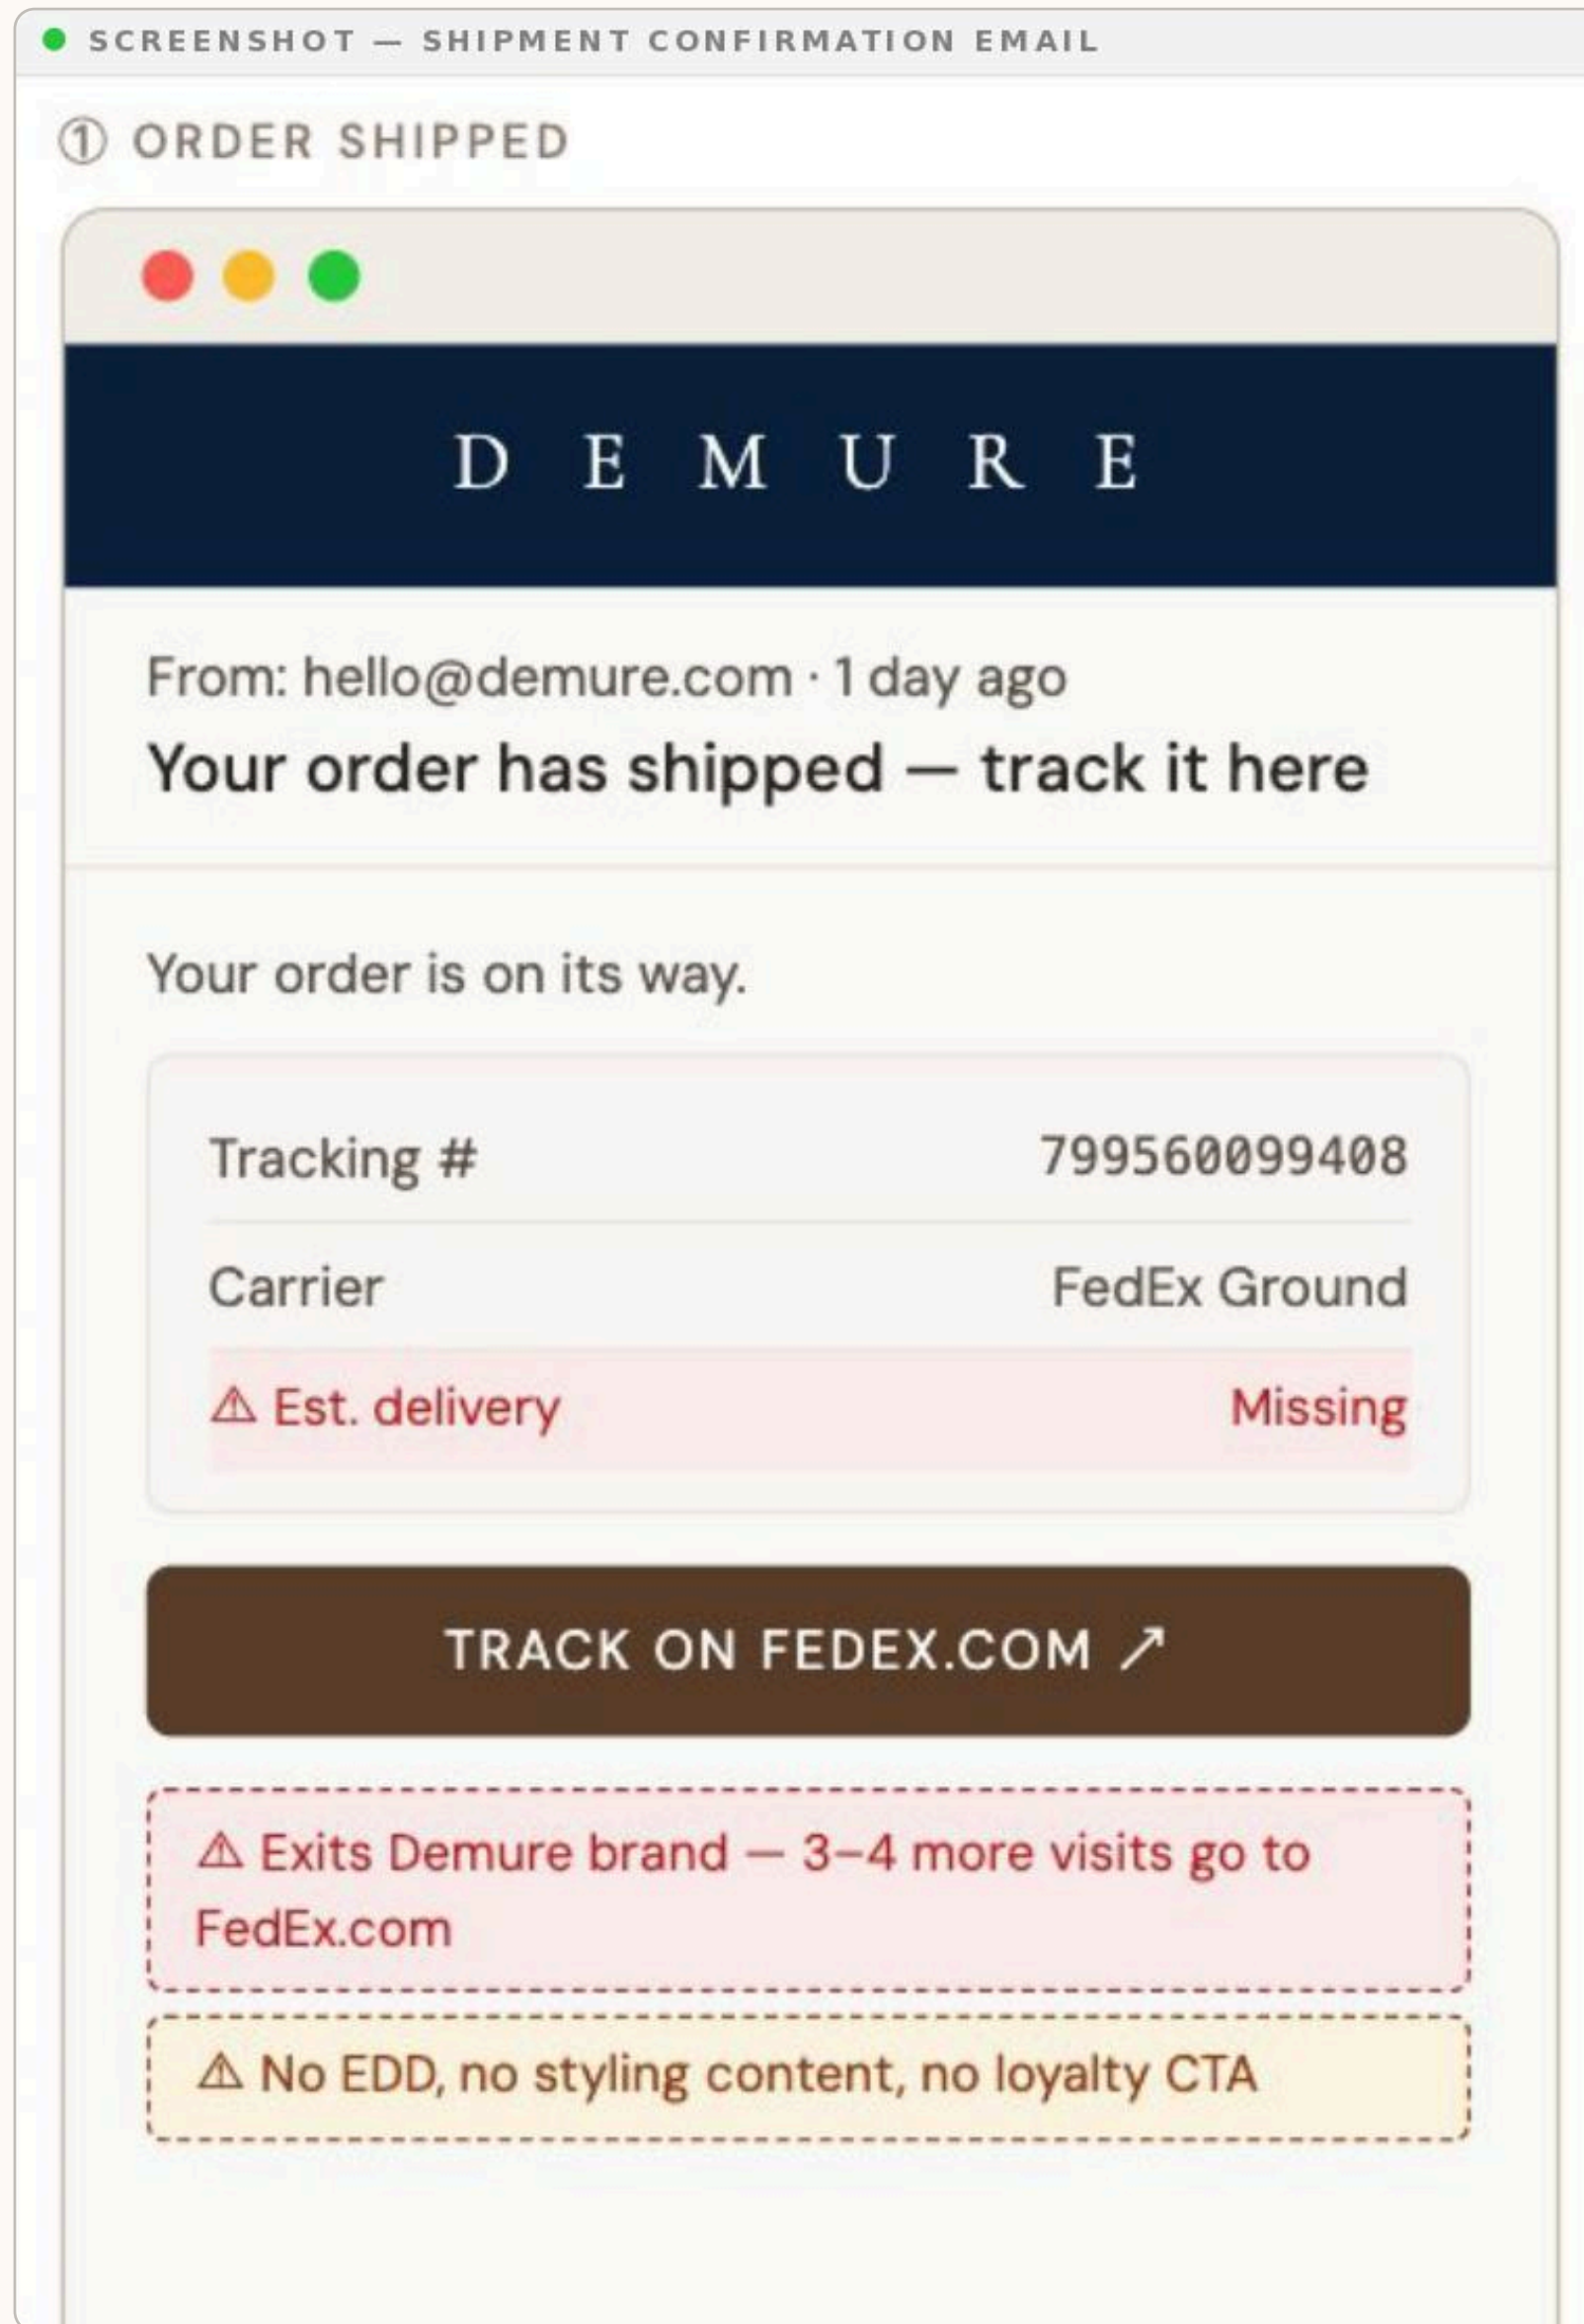 SCREENSHOT — SHIPMENT CONFIRMATION EMAIL
① ORDER SHIPPED
DEMURE
From: hello@demure.com · 1 day ago
Your order has shipped — track it here
Your order is on its way.
Tracking # 799560099408
Carrier FedEx Ground
⚠ Est. delivery Missing
TRACK ON FEDEX.COM ↗
⚠ Exits Demure brand — 3–4 more visits go to
FedEx.com
⚠ No EDD, no styling content, no loyalty CTA